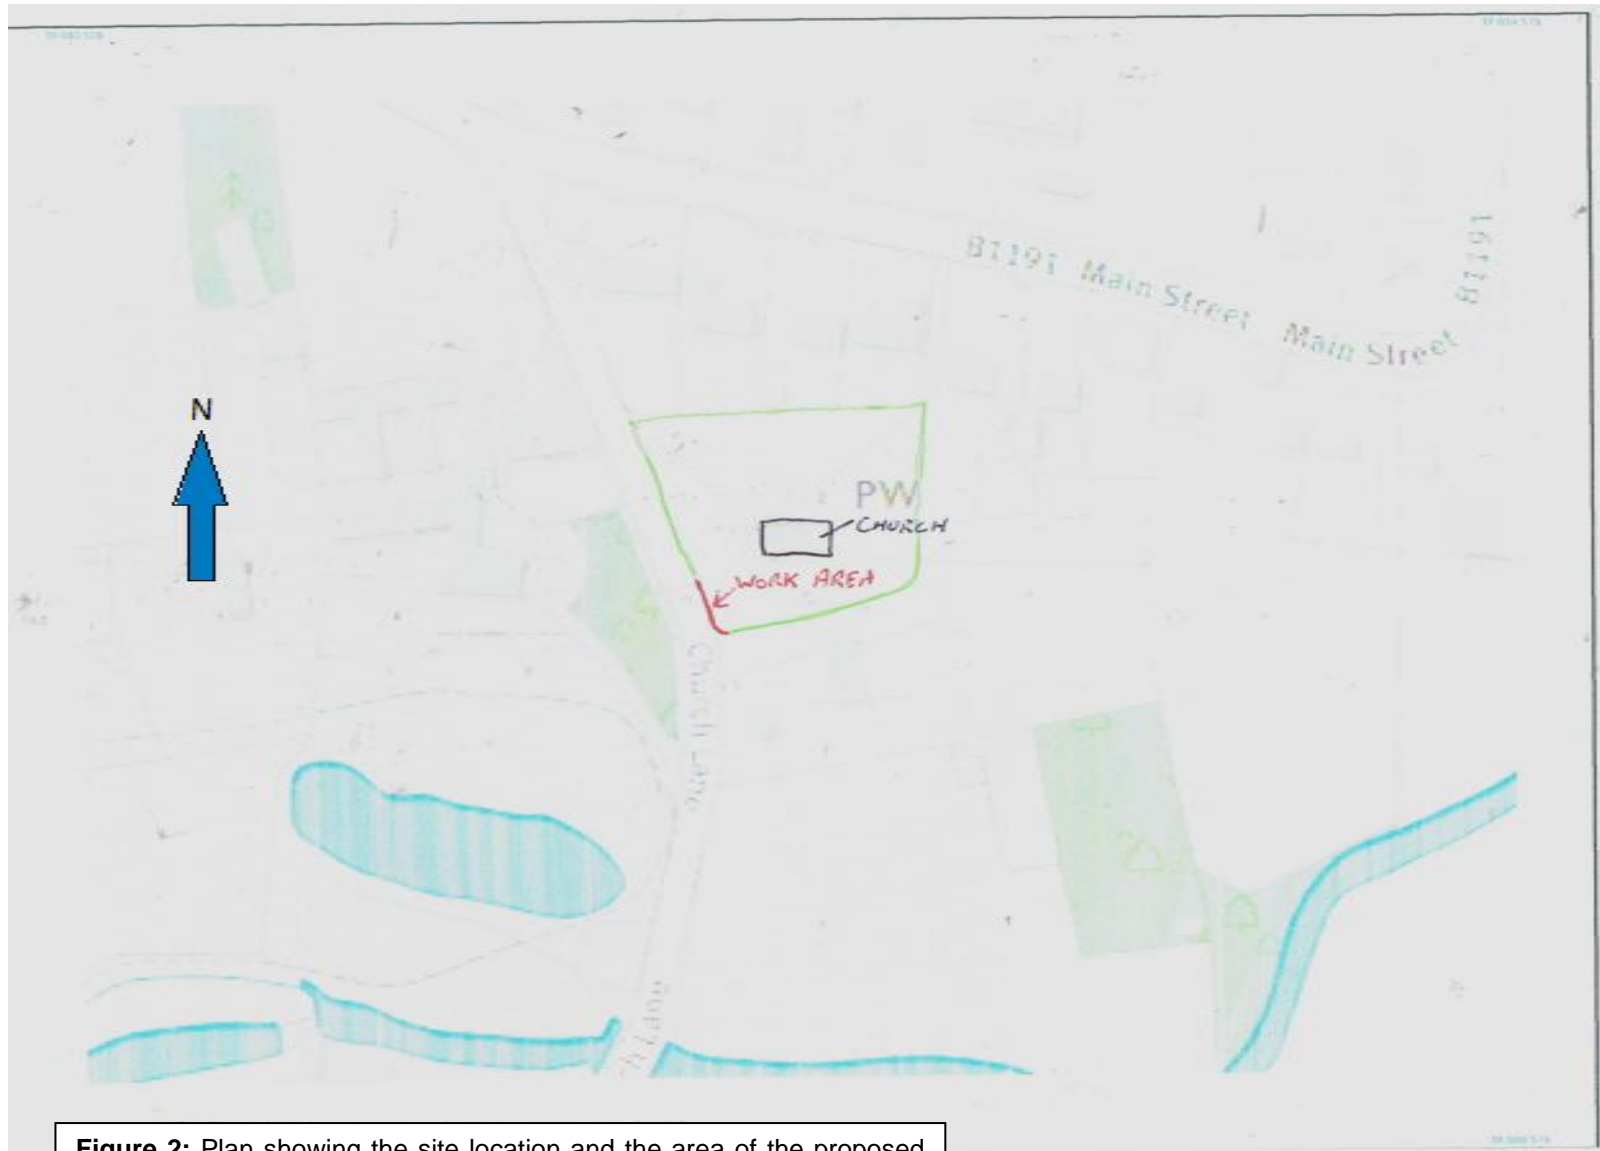 B1191 Main Street Main Street
B1191
N
PW
CHURCH
WORK AREA
Church Lane
Figure 2: Plan showing the site location and the area of the proposed